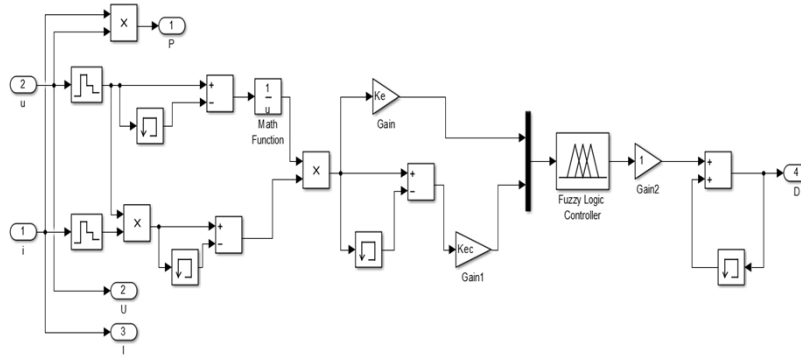 ×
1
P
2
u
+
−
1
u
Math
Function
Ke
Gain
×
+
−
Kec
Gain1
Fuzzy Logic
Controller
1
Gain2
+
+
4
D
1
i
×
+
−
2
U
3
I